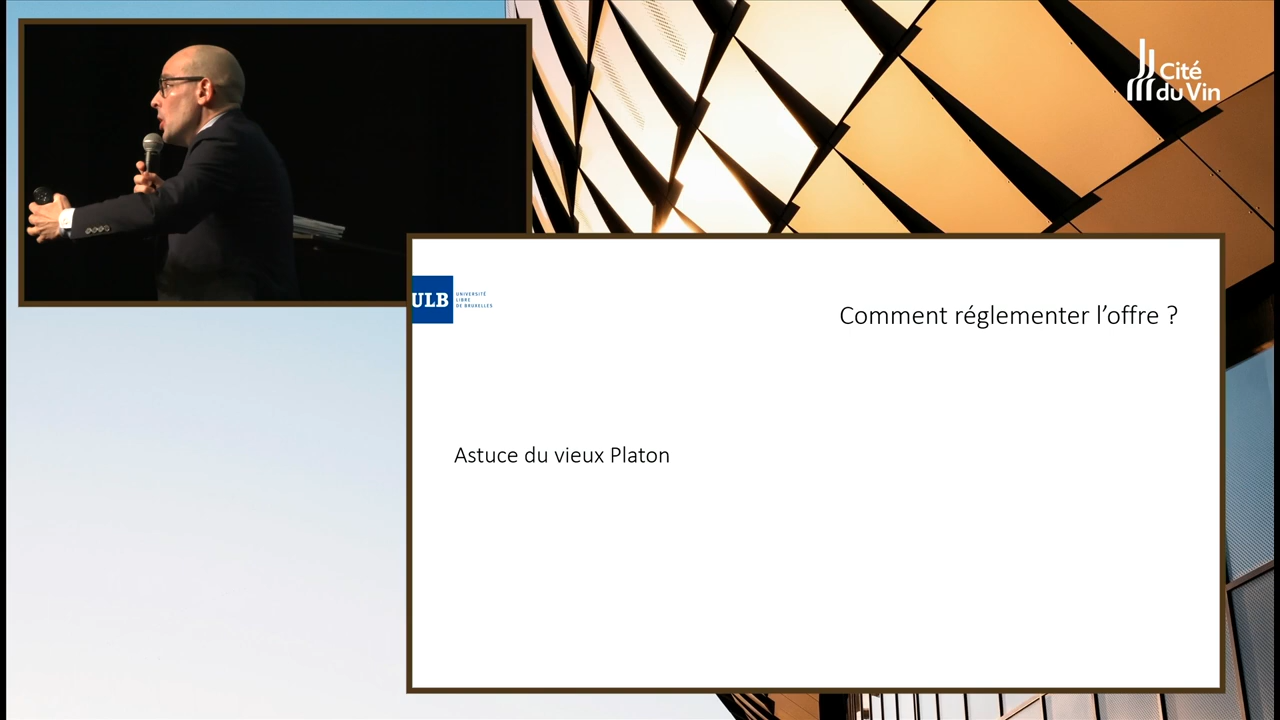 Cité
du Vin
ULB
UNIVERSITÉ
LIBRE
DE BRUXELLES
Comment réglementer l’offre ?
Astuce du vieux Platon